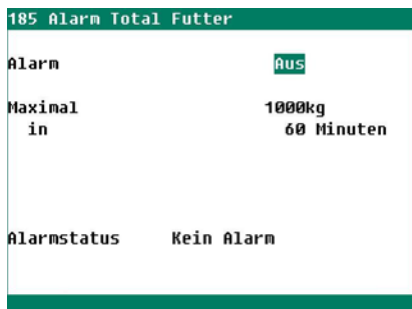 185 Alarm Total Futter
Alarm Aus
Maximal 1000kg
in 60 Minuten
Alarmstatus Kein Alarm